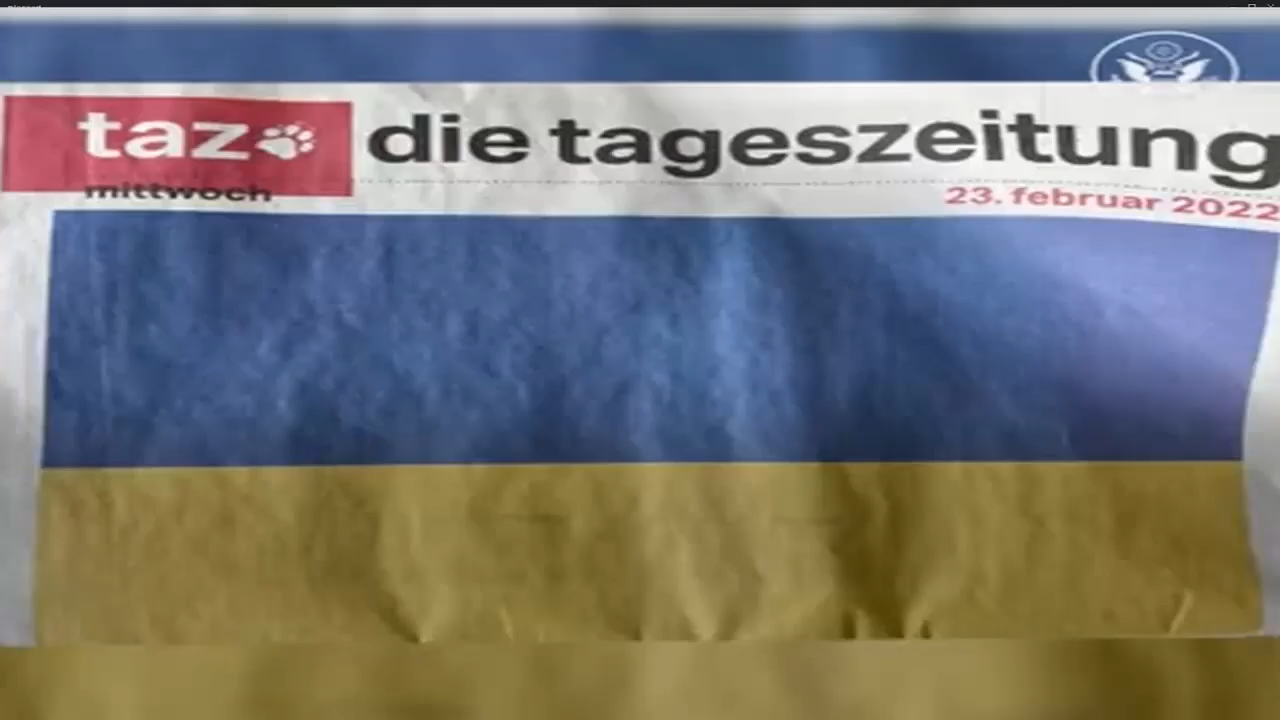 taz die tageszeitung
mittwoch
23. februar 2022